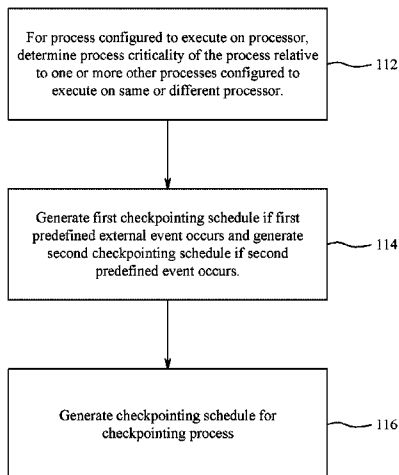 For process configured to execute on processor,
determine process criticality of the process relative
to one or more other processes configured to
execute on same or different processor.
112
Generate first checkpointing schedule if first
predefined external event occurs and generate
second checkpointing schedule if second
predefined event occurs.
114
Generate checkpointing schedule for
checkpointing process
116